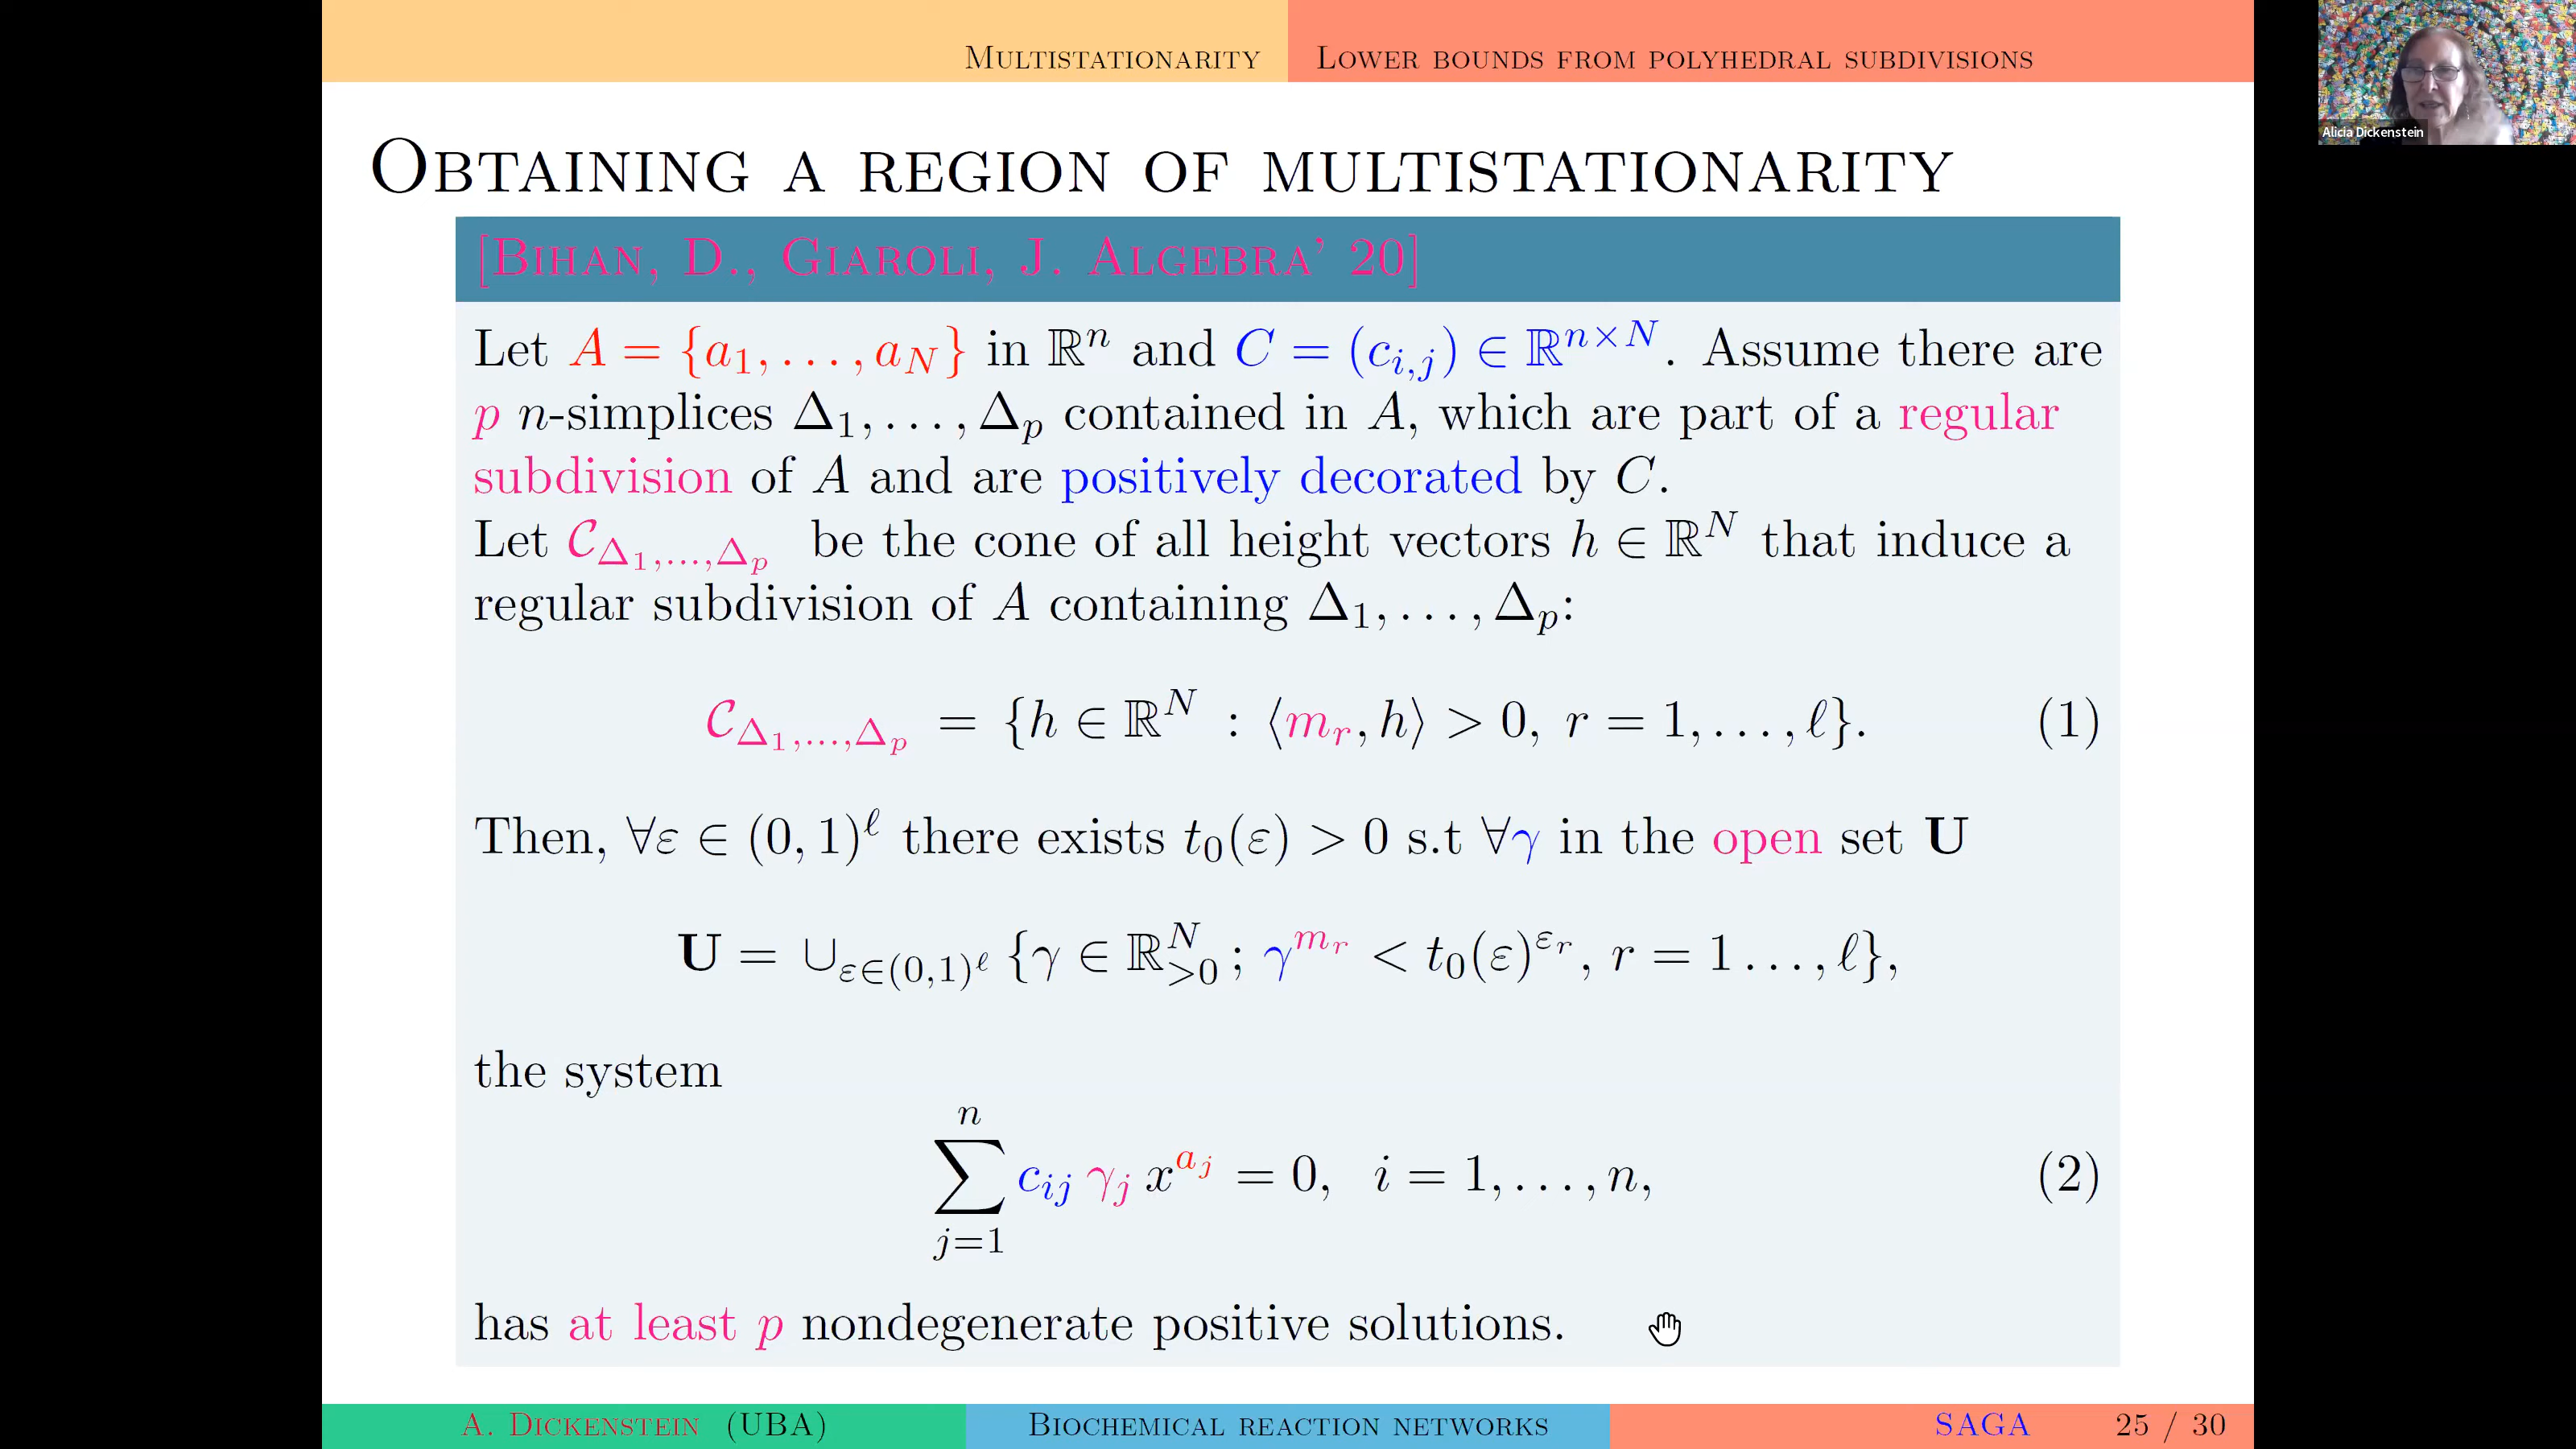 Multistationarity Lower bounds from polyhedral subdivisions
Alicia Dickenstein
Obtaining a region of multistationarity
[Bihan, D., Giaroli, J. Algebra' 20]
Let A = {a_1, . . . , a_N} in ℝ^n and C = (c_{i,j}) ∈ ℝ^{n×N}. Assume there are
p n-simplices Δ_1, . . . , Δ_p contained in A, which are part of a regular
subdivision of A and are positively decorated by C.
Let 𝒞_{Δ_1,...,Δ_p} be the cone of all height vectors h ∈ ℝ^N that induce a
regular subdivision of A containing Δ_1, . . . , Δ_p:
𝒞_{Δ_1,...,Δ_p} = {h ∈ ℝ^N : ⟨m_r, h⟩ > 0, r = 1, . . . , ℓ}. (1)
Then, ∀ε ∈ (0, 1)^ℓ there exists t_0(ε) > 0 s.t ∀γ in the open set U
U = ∪_{ε∈(0,1)^ℓ} {γ ∈ ℝ^N_{>0} ; γ^{m_r} < t_0(ε)^{ε_r}, r = 1 . . . , ℓ},
the system
∑_{j=1}^{n} c_{ij} γ_j x^{a_j} = 0, i = 1, . . . , n, (2)
has at least p nondegenerate positive solutions.
A. Dickenstein (UBA) Biochemical reaction networks SAGA 25 / 30